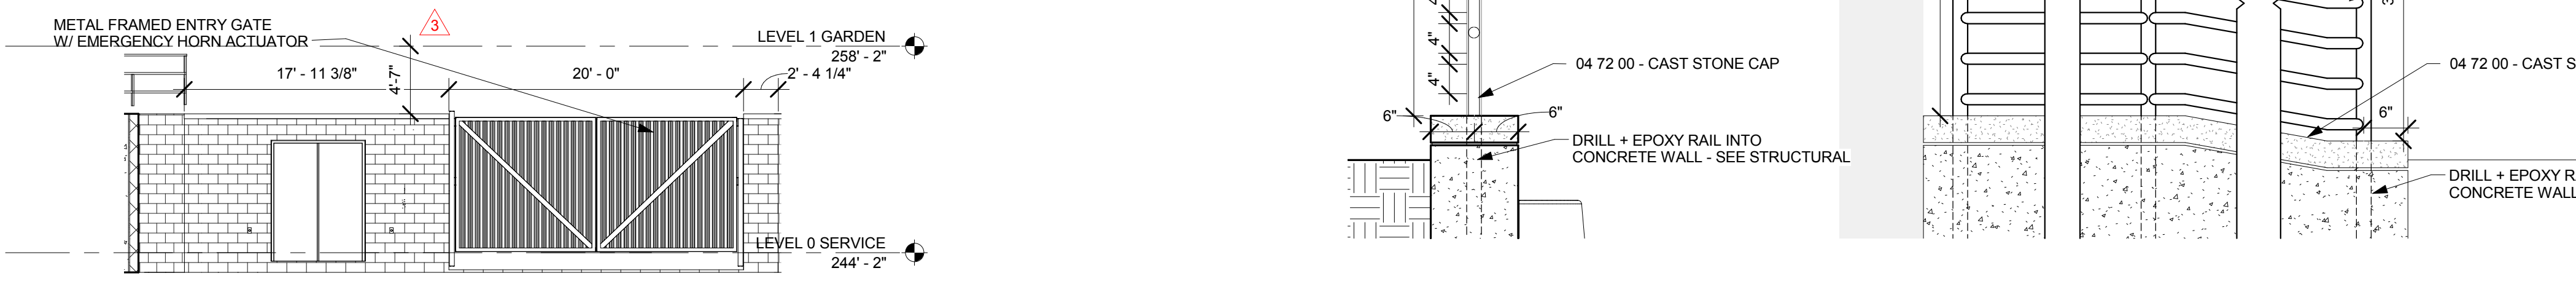 METAL FRAMED ENTRY GATE
W/ EMERGENCY HORN ACTUATOR
3
LEVEL 1 GARDEN
258' - 2"
17' - 11 3/8"
4'-7"
20' - 0"
2' - 4 1/4"
LEVEL 0 SERVICE
244' - 2"
4"
4"
04 72 00 - CAST STONE CAP
6"
6"
DRILL + EPOXY RAIL INTO
CONCRETE WALL - SEE STRUCTURAL
04 72 00 - CAST S
6"
DRILL + EPOXY RA
CONCRETE WALL